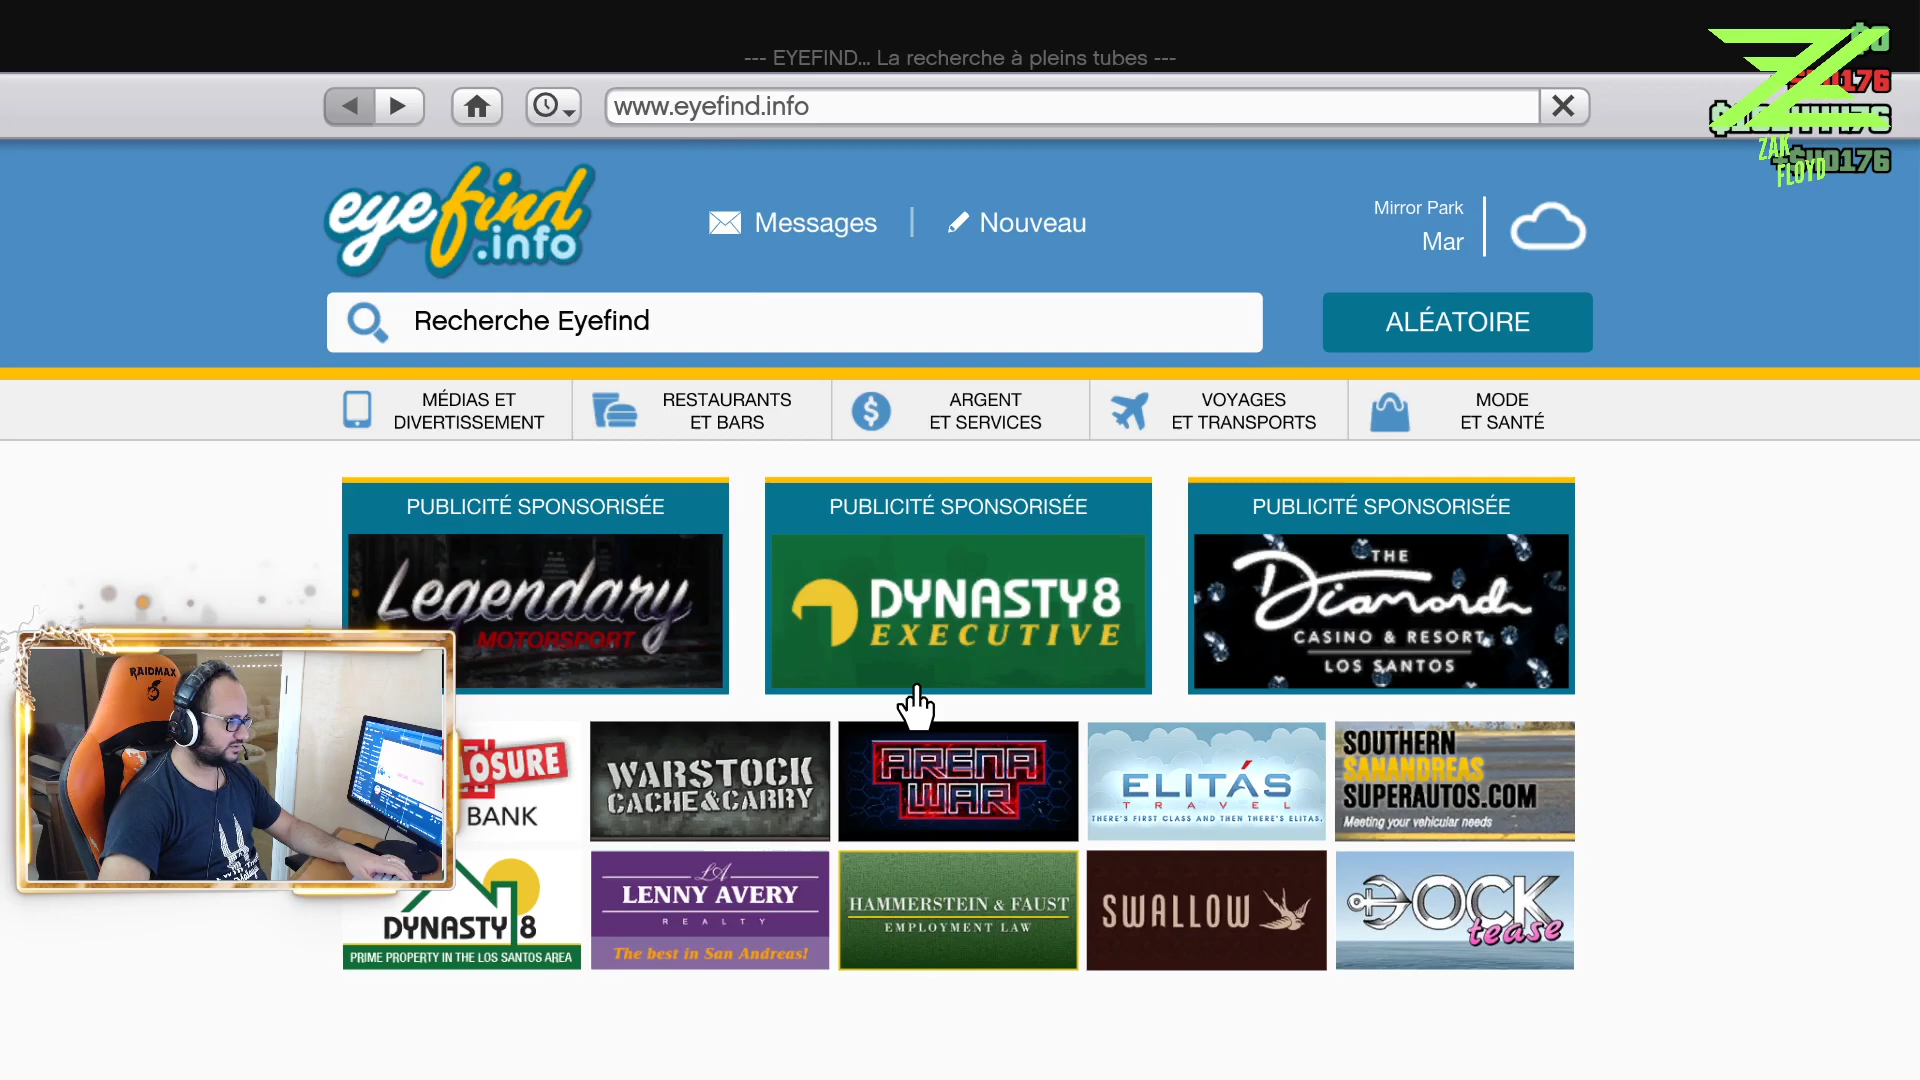 --- EYEFIND... La recherche à pleins tubes ---
www.eyefind.info
ZAK
FLOYD
eyefind
.info
Messages
Nouveau
Mirror Park
Mar
Recherche Eyefind
ALÉATOIRE
MÉDIAS ET
DIVERTISSEMENT
RESTAURANTS
ET BARS
ARGENT
ET SERVICES
VOYAGES
ET TRANSPORTS
MODE
ET SANTÉ
PUBLICITÉ SPONSORISÉE
Legendary
MOTORSPORT
PUBLICITÉ SPONSORISÉE
DYNASTY8
EXECUTIVE
PUBLICITÉ SPONSORISÉE
THE
Diamond
CASINO & RESORT
LOS SANTOS
RAIDMAX
LOSURE
BANK
WARSTOCK
CACHE&CARRY
ARENA
WAR
ELITÁS
TRAVEL
THERE'S FIRST CLASS AND THEN THERE'S ELITAS.
SOUTHERN
SANANDREAS
SUPERAUTOS.COM
Meeting your vehicular needs
DYNASTY 8
PRIME PROPERTY IN THE LOS SANTOS AREA
LA
LENNY AVERY
REALTY
The best in San Andreas!
HAMMERSTEIN & FAUST
EMPLOYMENT LAW
SWALLOW
DOCK
tease